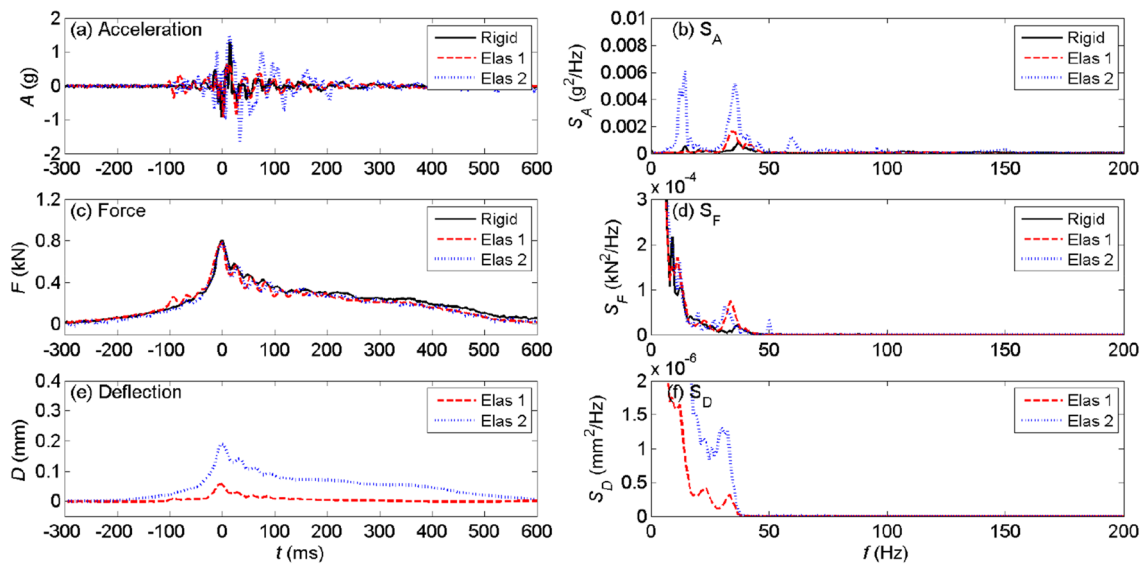 (a) Acceleration
Rigid
Elas 1
Elas 2
A (g)
2
1
0
-1
-2
-300 -200 -100 0 100 200 300 400 500 600
(b) S_A
Rigid
Elas 1
Elas 2
S_A (g²/Hz)
0.01
0.008
0.006
0.004
0.002
0
0 50 100 150 200
(c) Force
Rigid
Elas 1
Elas 2
F (kN)
1.2
0.8
0.4
0
-300 -200 -100 0 100 200 300 400 500 600
x 10⁻⁴
(d) S_F
Rigid
Elas 1
Elas 2
S_F (kN²/Hz)
3
2
1
0
0 50 100 150 200
(e) Deflection
Elas 1
Elas 2
D (mm)
0.4
0.3
0.2
0.1
0
-300 -200 -100 0 100 200 300 400 500 600
t (ms)
x 10⁻⁶
(f) S_D
Elas 1
Elas 2
S_D (mm²/Hz)
2
1.5
1
0.5
0
0 50 100 150 200
f (Hz)